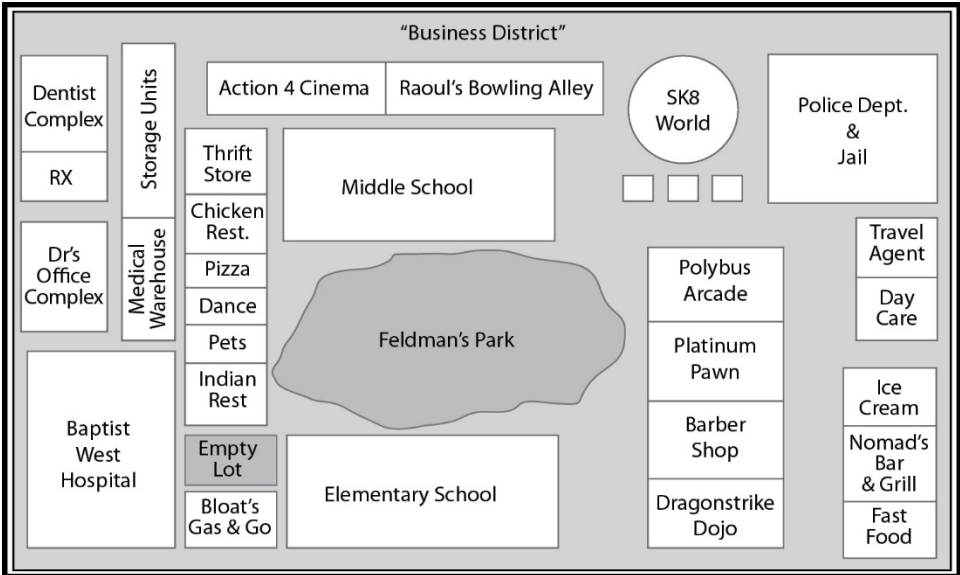 “Business District”
Dentist
Complex
RX
Storage Units
Action 4 Cinema
Raoul’s Bowling Alley
SK8
World
Police Dept.
&
Jail
Thrift
Store
Middle School
Chicken
Rest.
Dr’s
Office
Complex
Medical
Warehouse
Pizza
Dance
Pets
Indian
Rest
Feldman’s Park
Polybus
Arcade
Travel
Agent
Day
Care
Platinum
Pawn
Baptist
West
Hospital
Empty
Lot
Bloat’s
Gas & Go
Elementary School
Barber
Shop
Dragonstrike
Dojo
Ice
Cream
Nomad’s
Bar
& Grill
Fast
Food